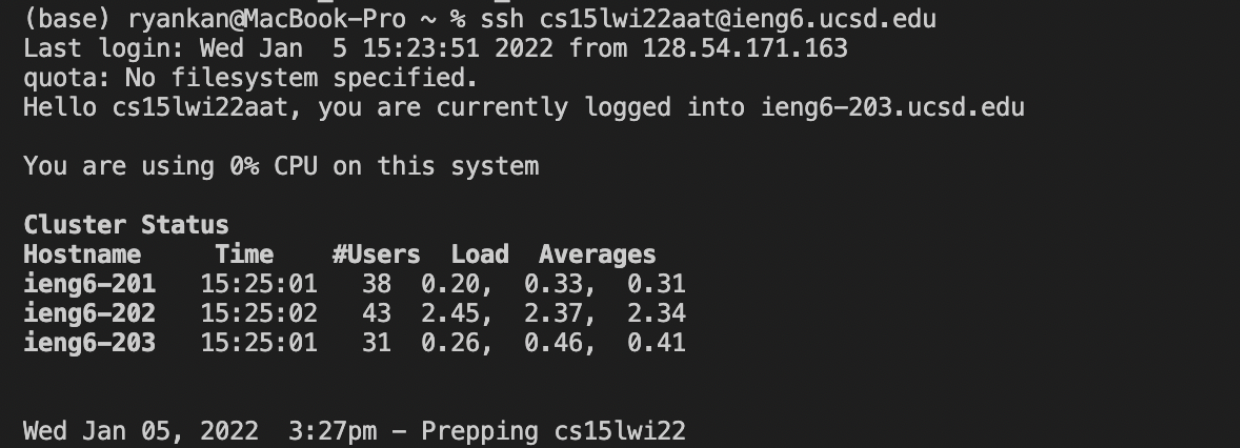 (base) ryankan@MacBook-Pro ~ % ssh cs15lwi22aat@ieng6.ucsd.edu
Last login: Wed Jan  5 15:23:51 2022 from 128.54.171.163
quota: No filesystem specified.
Hello cs15lwi22aat, you are currently logged into ieng6-203.ucsd.edu
You are using 0% CPU on this system
Cluster Status
Hostname     Time    #Users  Load  Averages
ieng6-201   15:25:01   38  0.20,  0.33,  0.31
ieng6-202   15:25:02   43  2.45,  2.37,  2.34
ieng6-203   15:25:01   31  0.26,  0.46,  0.41
Wed Jan 05, 2022  3:27pm - Prepping cs15lwi22